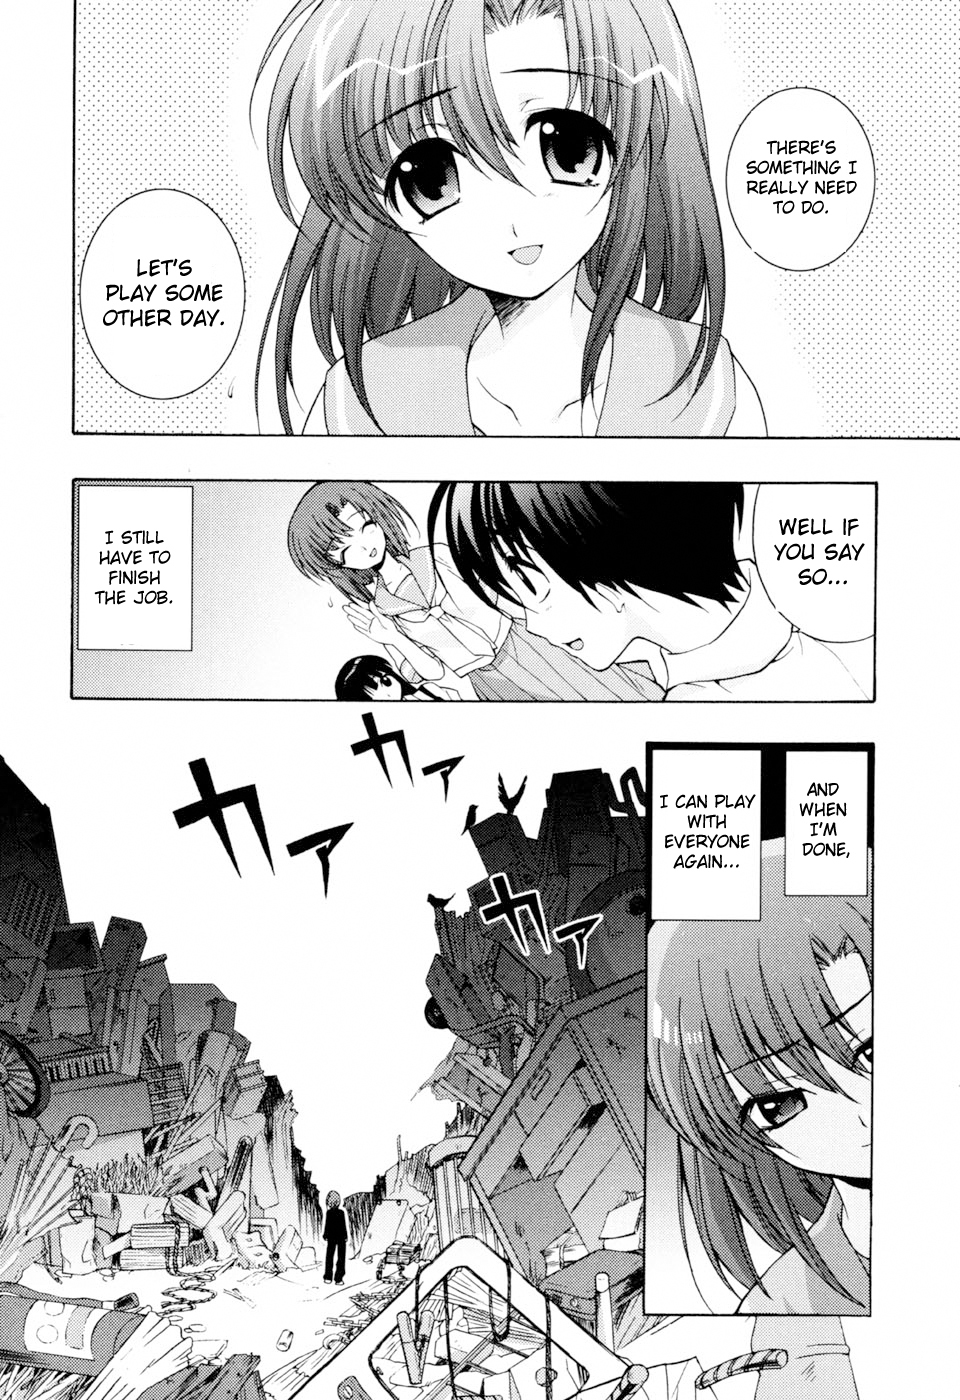 THERE'S
SOMETHING I
REALLY NEED
TO DO.
LET'S
PLAY SOME
OTHER DAY.
WELL IF
YOU SAY
SO...
I STILL
HAVE TO
FINISH
THE JOB.
AND
WHEN
I'M
DONE,
I CAN PLAY
WITH
EVERYONE
AGAIN...
カァ
カァ
カァ